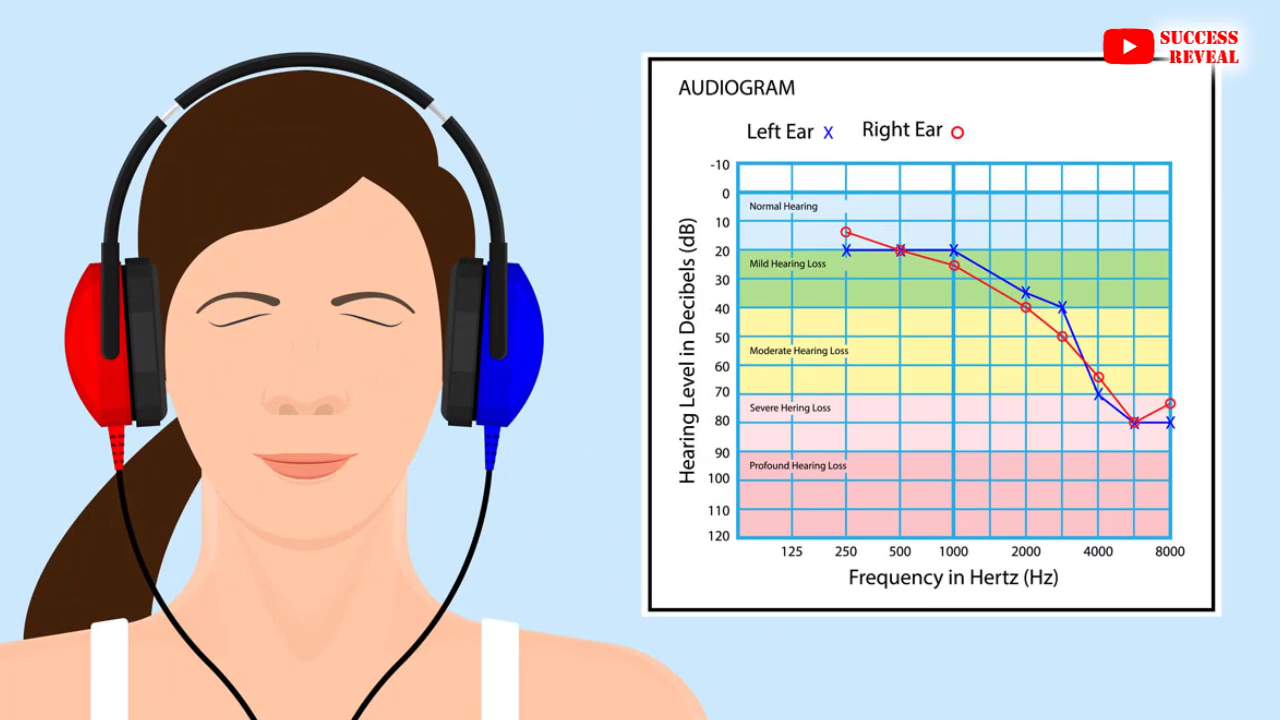 SUCCESS
REVEAL
AUDIOGRAM
Left Ear x Right Ear o
-10
0
Normal Hearing
10
20
Mild Hearing Loss
30
40
50
Moderate Hearing Loss
60
70
Severe Hering Loss
80
90
Profound Hearing Loss
100
110
120
Hearing Level in Decibels (dB)
125 250 500 1000 2000 4000 8000
Frequency in Hertz (Hz)